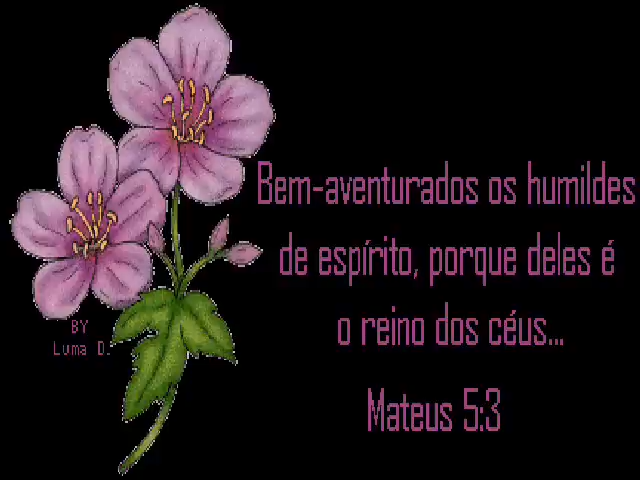 Bem-aventurados os humildes
de espírito, porque deles é
o reino dos céus...
Mateus 5:3
BY
Luma D.